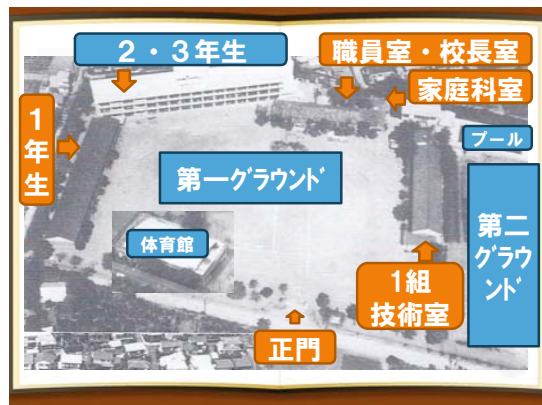 ２・３年生
職員室・校長室
家庭科室
１
年
生
プール
第一グラウンド
第二
グラウ
ンド
体育館
1組
技術室
正門